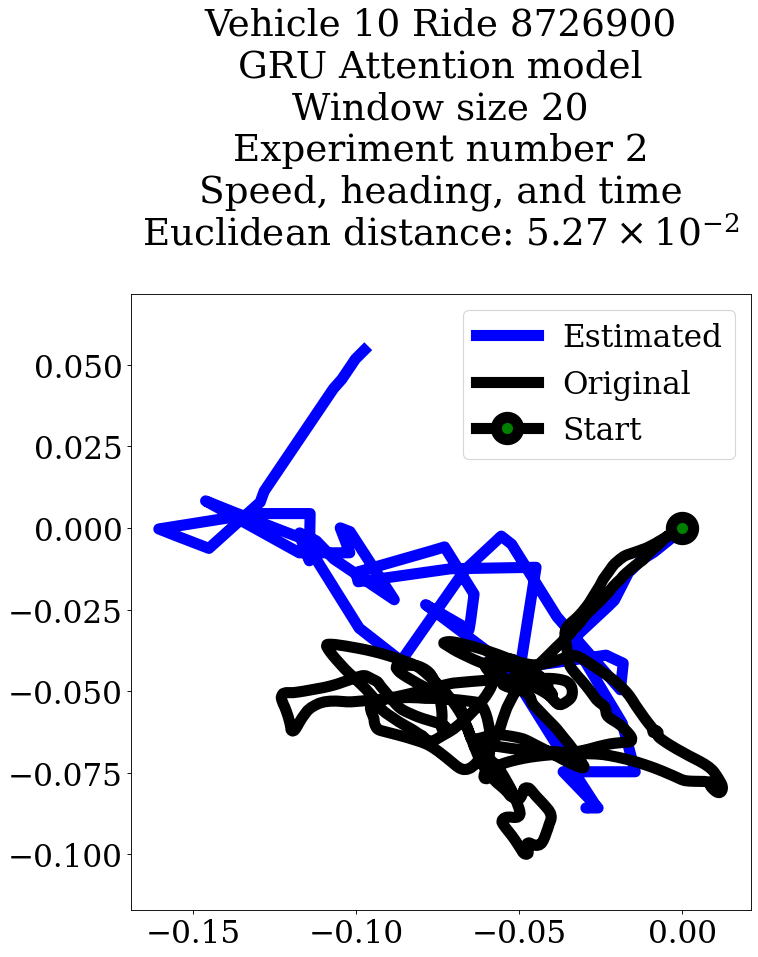 Vehicle 10 Ride 8726900
GRU Attention model
Window size 20
Experiment number 2
Speed, heading, and time
Euclidean distance: 5.27 × 10⁻²
Estimated
Original
Start
0.050
0.025
0.000
−0.025
−0.050
−0.075
−0.100
−0.15
−0.10
−0.05
0.00